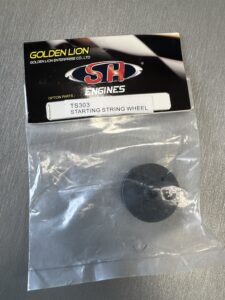 GOLDEN LION
GOLDEN LION ENTERPRISE CO., LTD
SH
ENGINES
OPTION PARTS:
TS303
STARTING STRING WHEEL